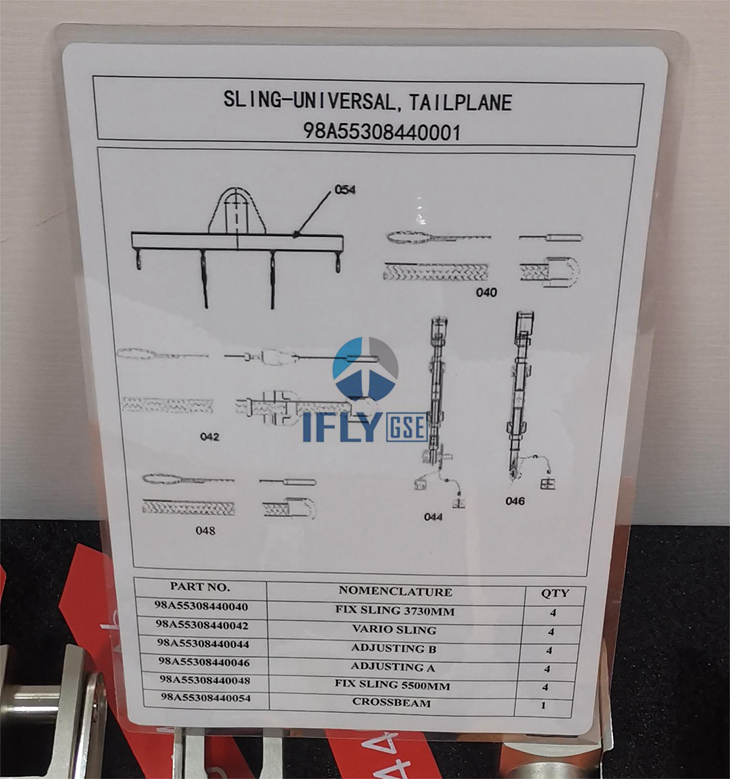 SLING-UNIVERSAL, TAILPLANE
98A55308440001
054
040
042
IFLY GSE
044
046
048
PART NO. NOMENCLATURE QTY
98A55308440040 FIX SLING 3730MM 4
98A55308440042 VARIO SLING 4
98A55308440044 ADJUSTING B 4
98A55308440046 ADJUSTING A 4
98A55308440048 FIX SLING 5500MM 4
98A55308440054 CROSSBEAM 1
44